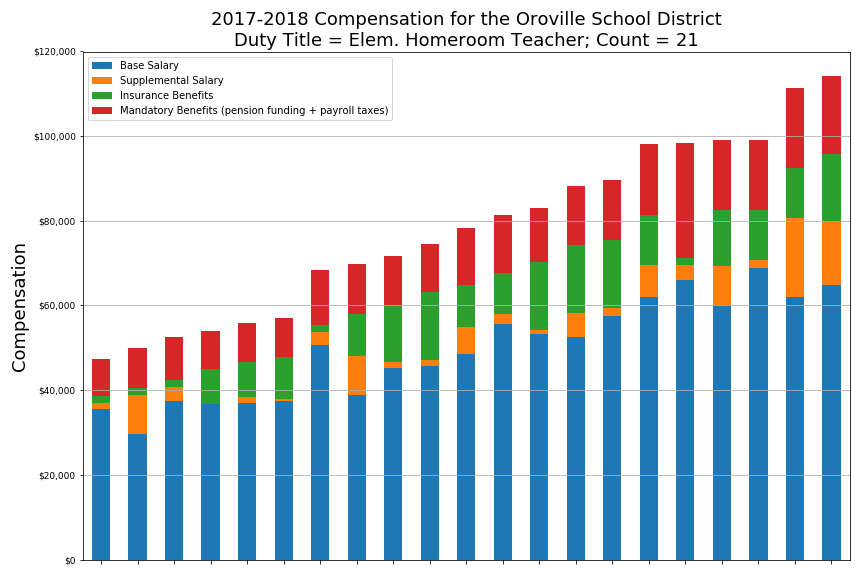 2017-2018 Compensation for the Oroville School District
Duty Title = Elem. Homeroom Teacher; Count = 21
$120,000
Base Salary
Supplemental Salary
Insurance Benefits
Mandatory Benefits (pension funding + payroll taxes)
$100,000
$80,000
$60,000
$40,000
$20,000
$0
Compensation